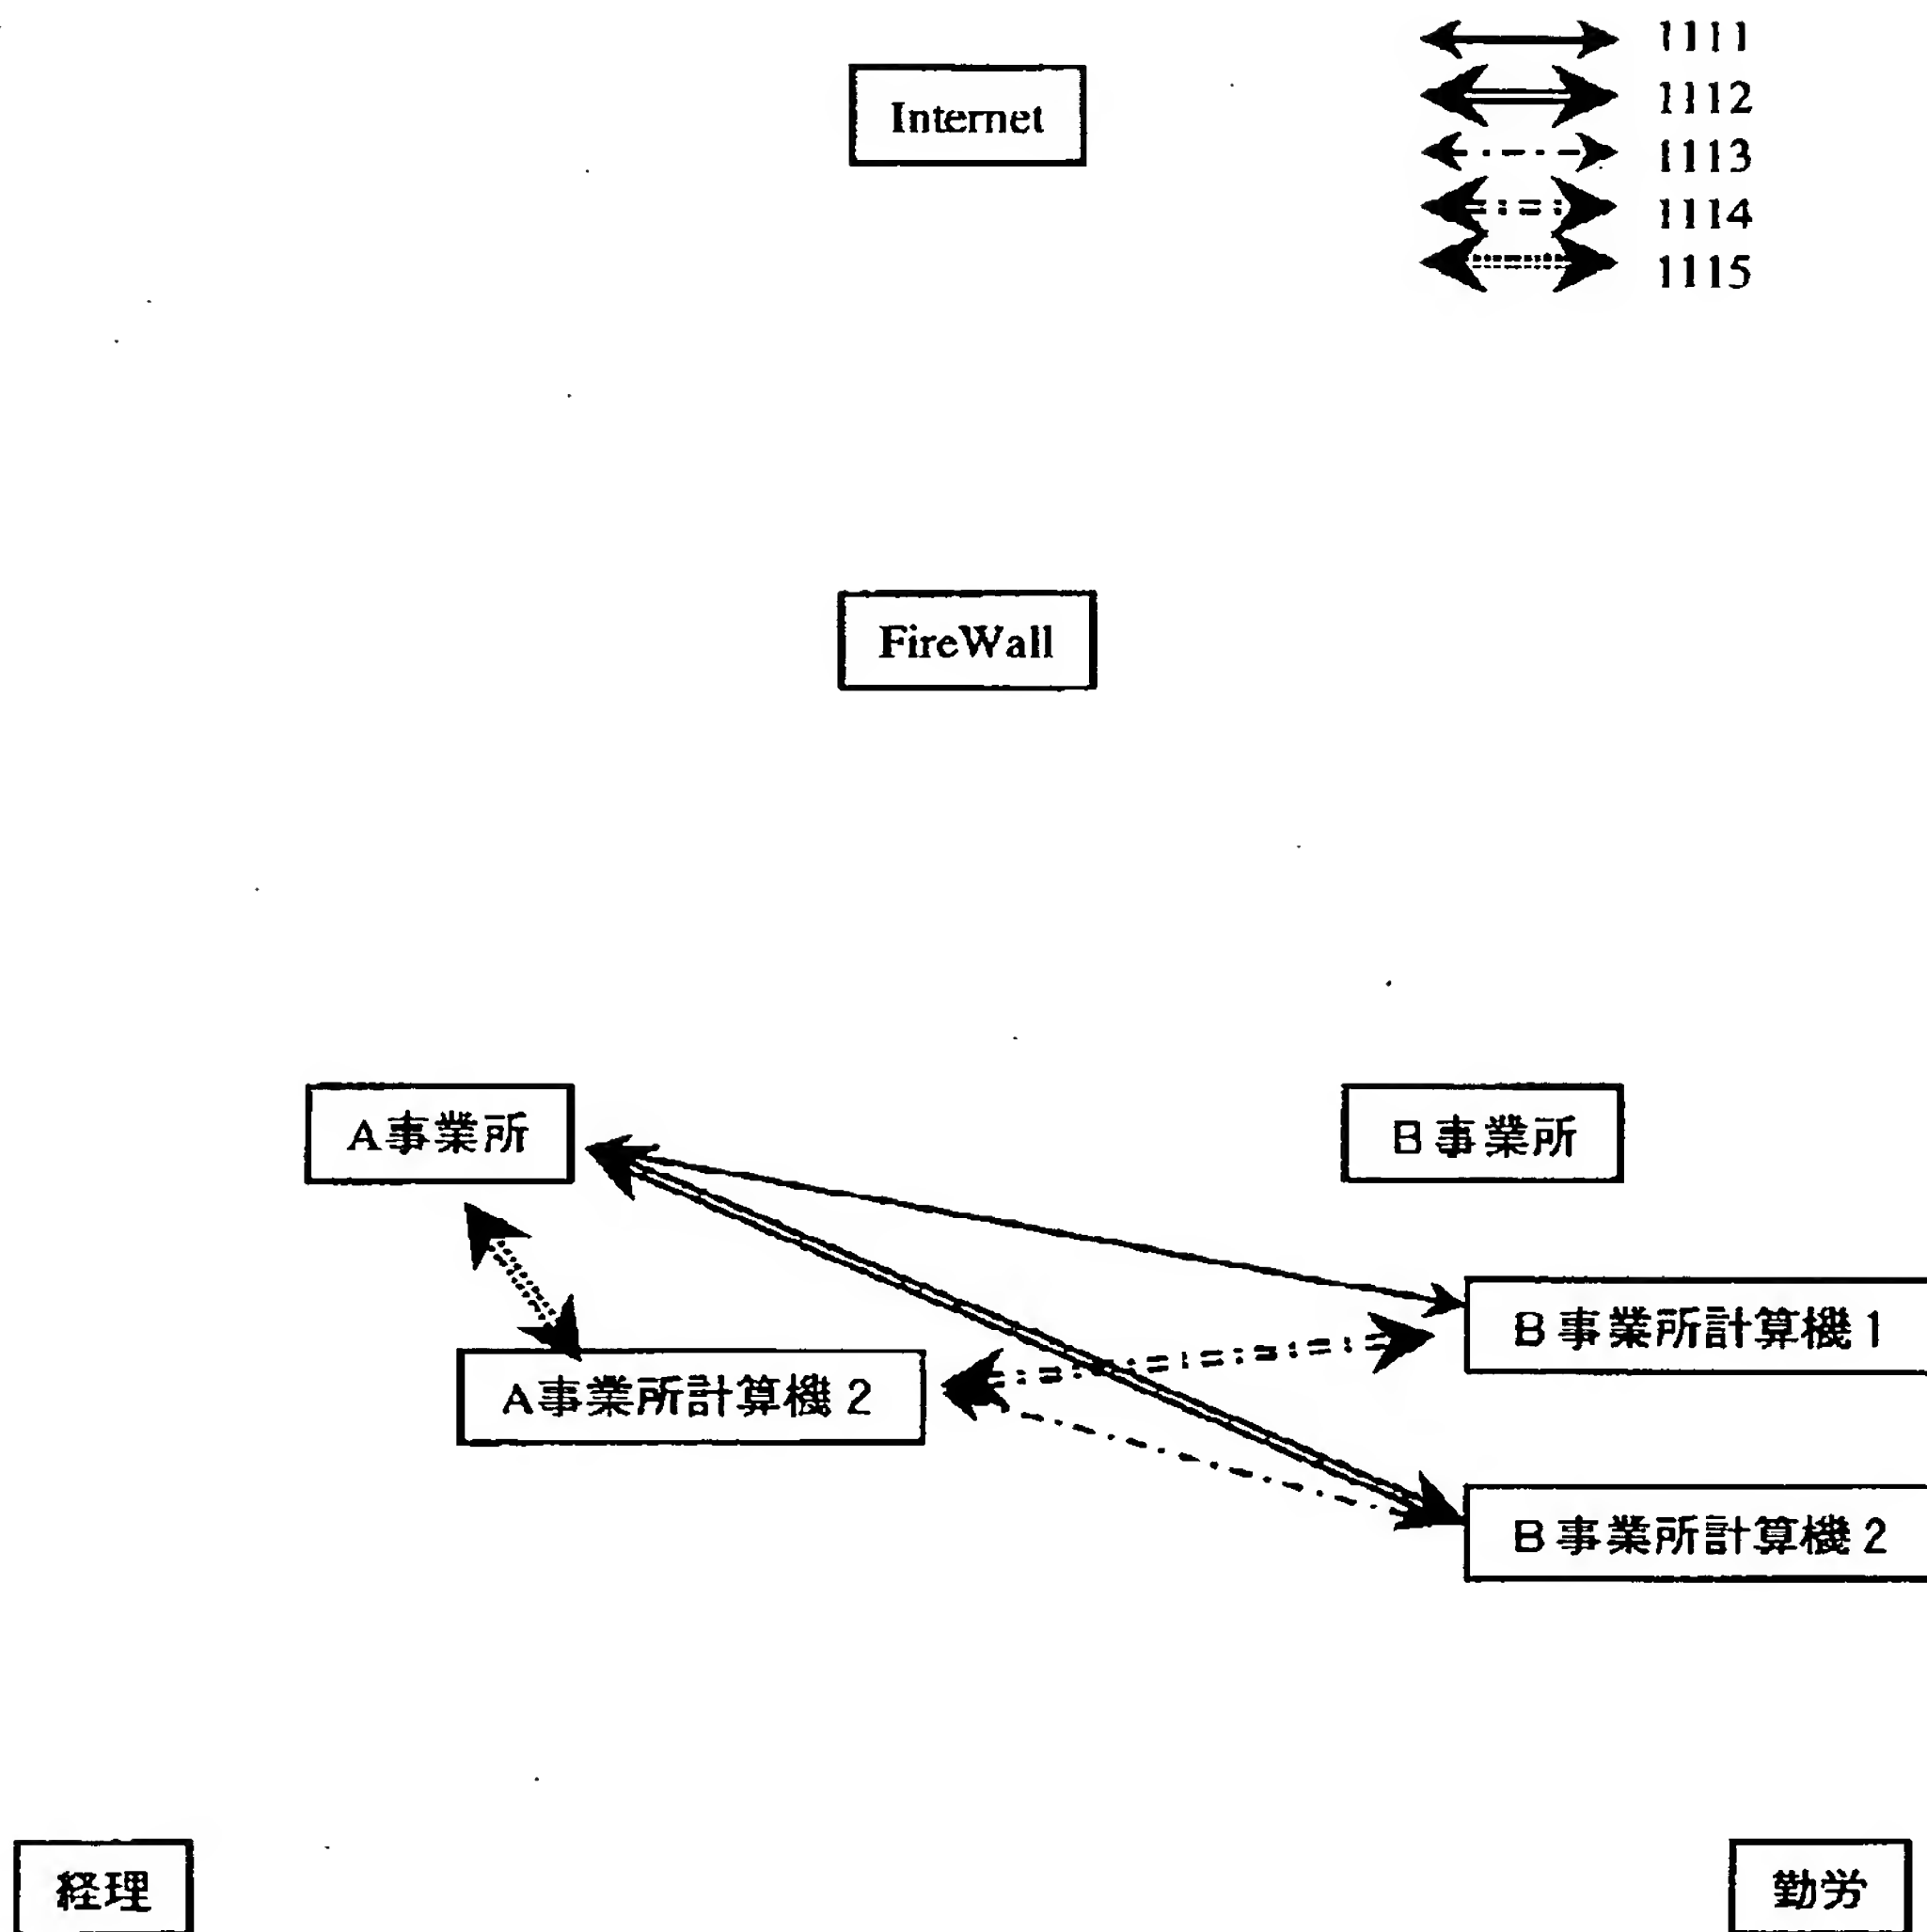 1111
Internet
1112
1113
1114
1115
FireWall
A事業所
B事業所
B事業所計算機1
A事業所計算機2
B事業所計算機2
経理
勤労